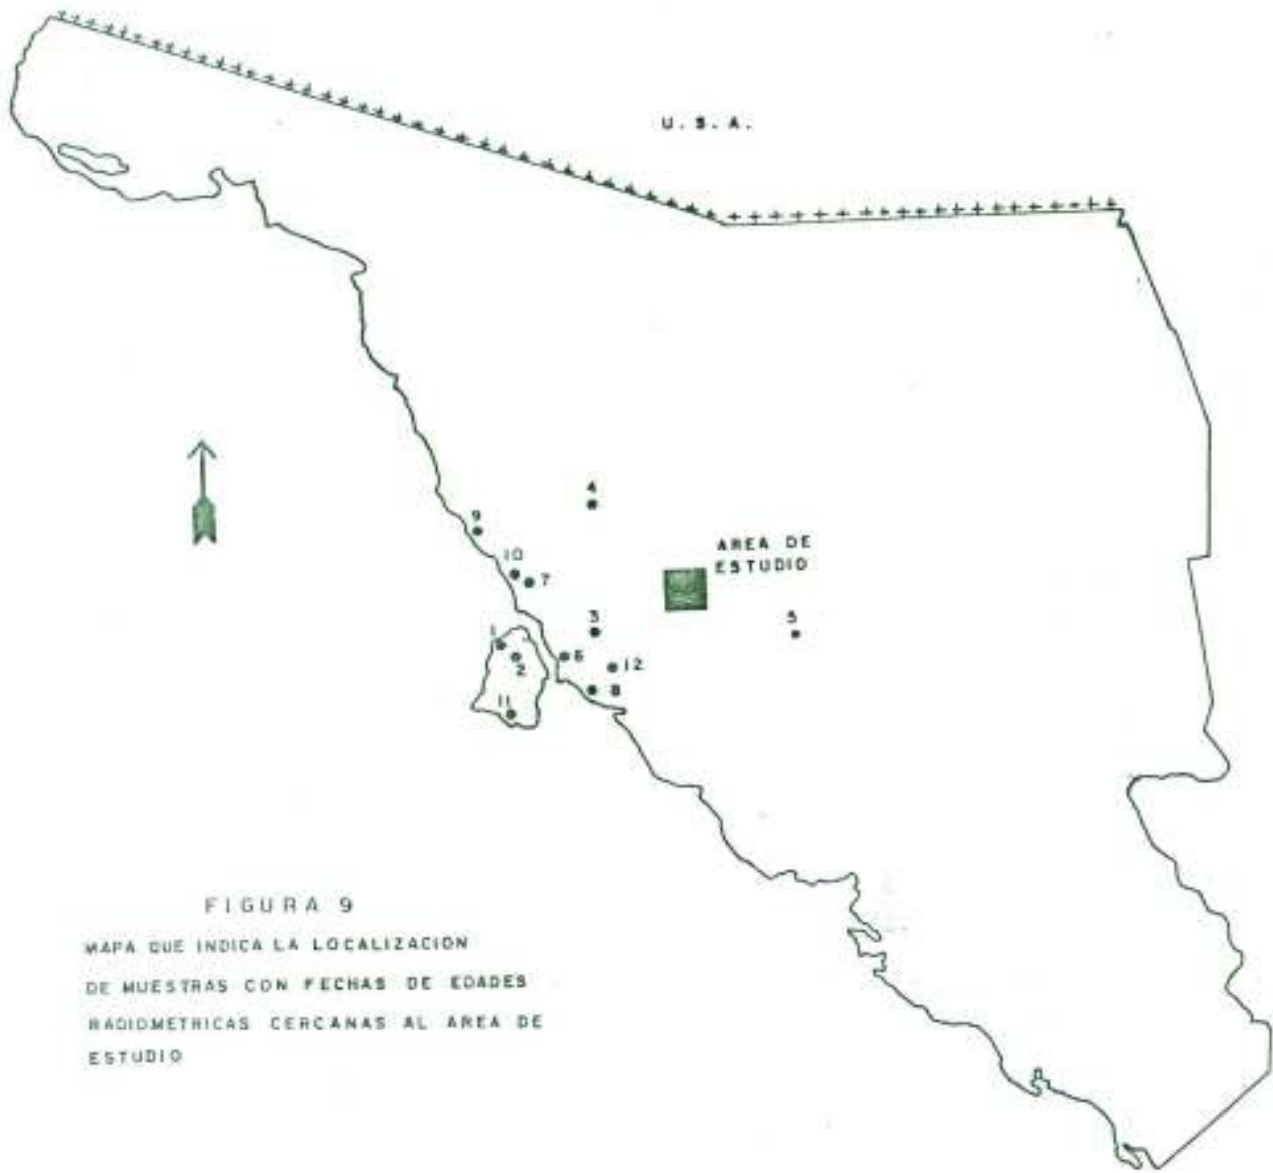 U. S. A.
4
9
10
7
AREA DE
ESTUDIO
3
5
1
2
6
12
8
11
FIGURA 9
MAPA QUE INDICA LA LOCALIZACION
DE MUESTRAS CON FECHAS DE EDADES
RADIOMETRICAS CERCANAS AL AREA DE
ESTUDIO